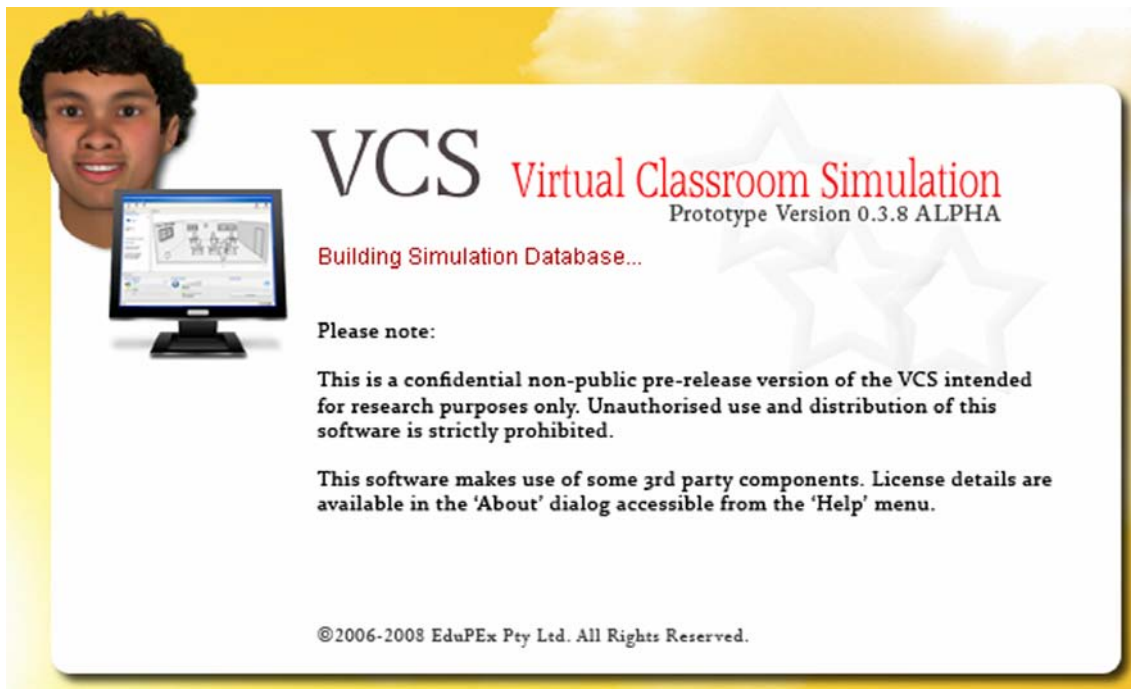 VCS Virtual Classroom Simulation
Prototype Version 0.3.8 ALPHA
Building Simulation Database...
Please note:
This is a confidential non-public pre-release version of the VCS intended
for research purposes only. Unauthorised use and distribution of this
software is strictly prohibited.
This software makes use of some 3rd party components. License details are
available in the ‘About’ dialog accessible from the ‘Help’ menu.
©2006-2008 EduPEx Pty Ltd. All Rights Reserved.